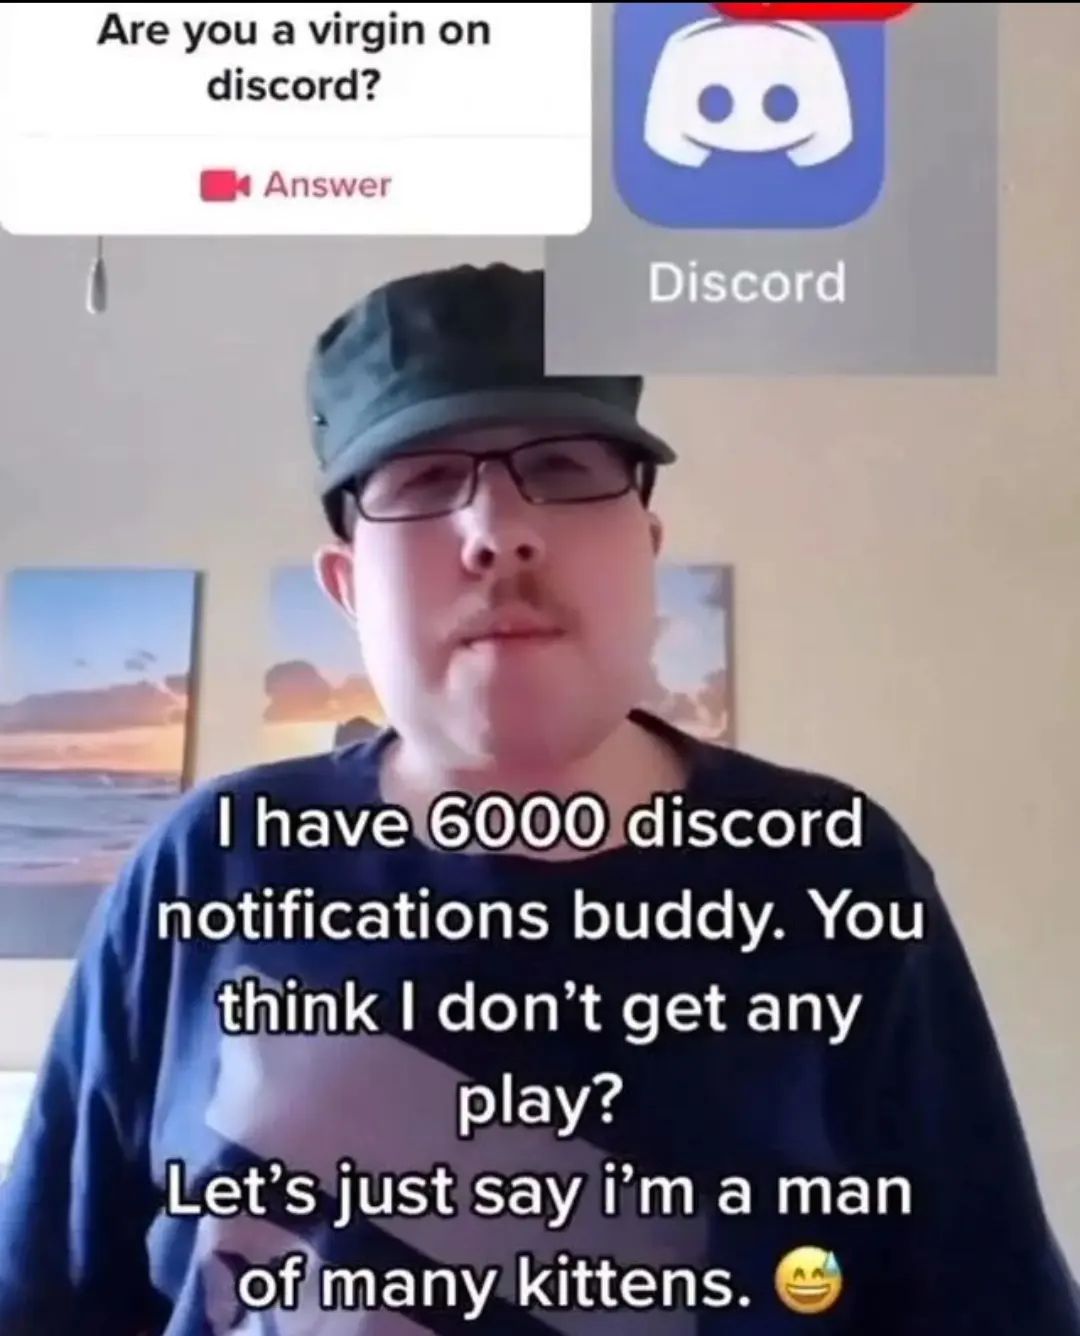 Are you a virgin on
discord?
Answer
Discord
I have 6000 discord
notifications buddy. You
think I don't get any
play?
Let's just say i'm a man
of many kittens. 😅